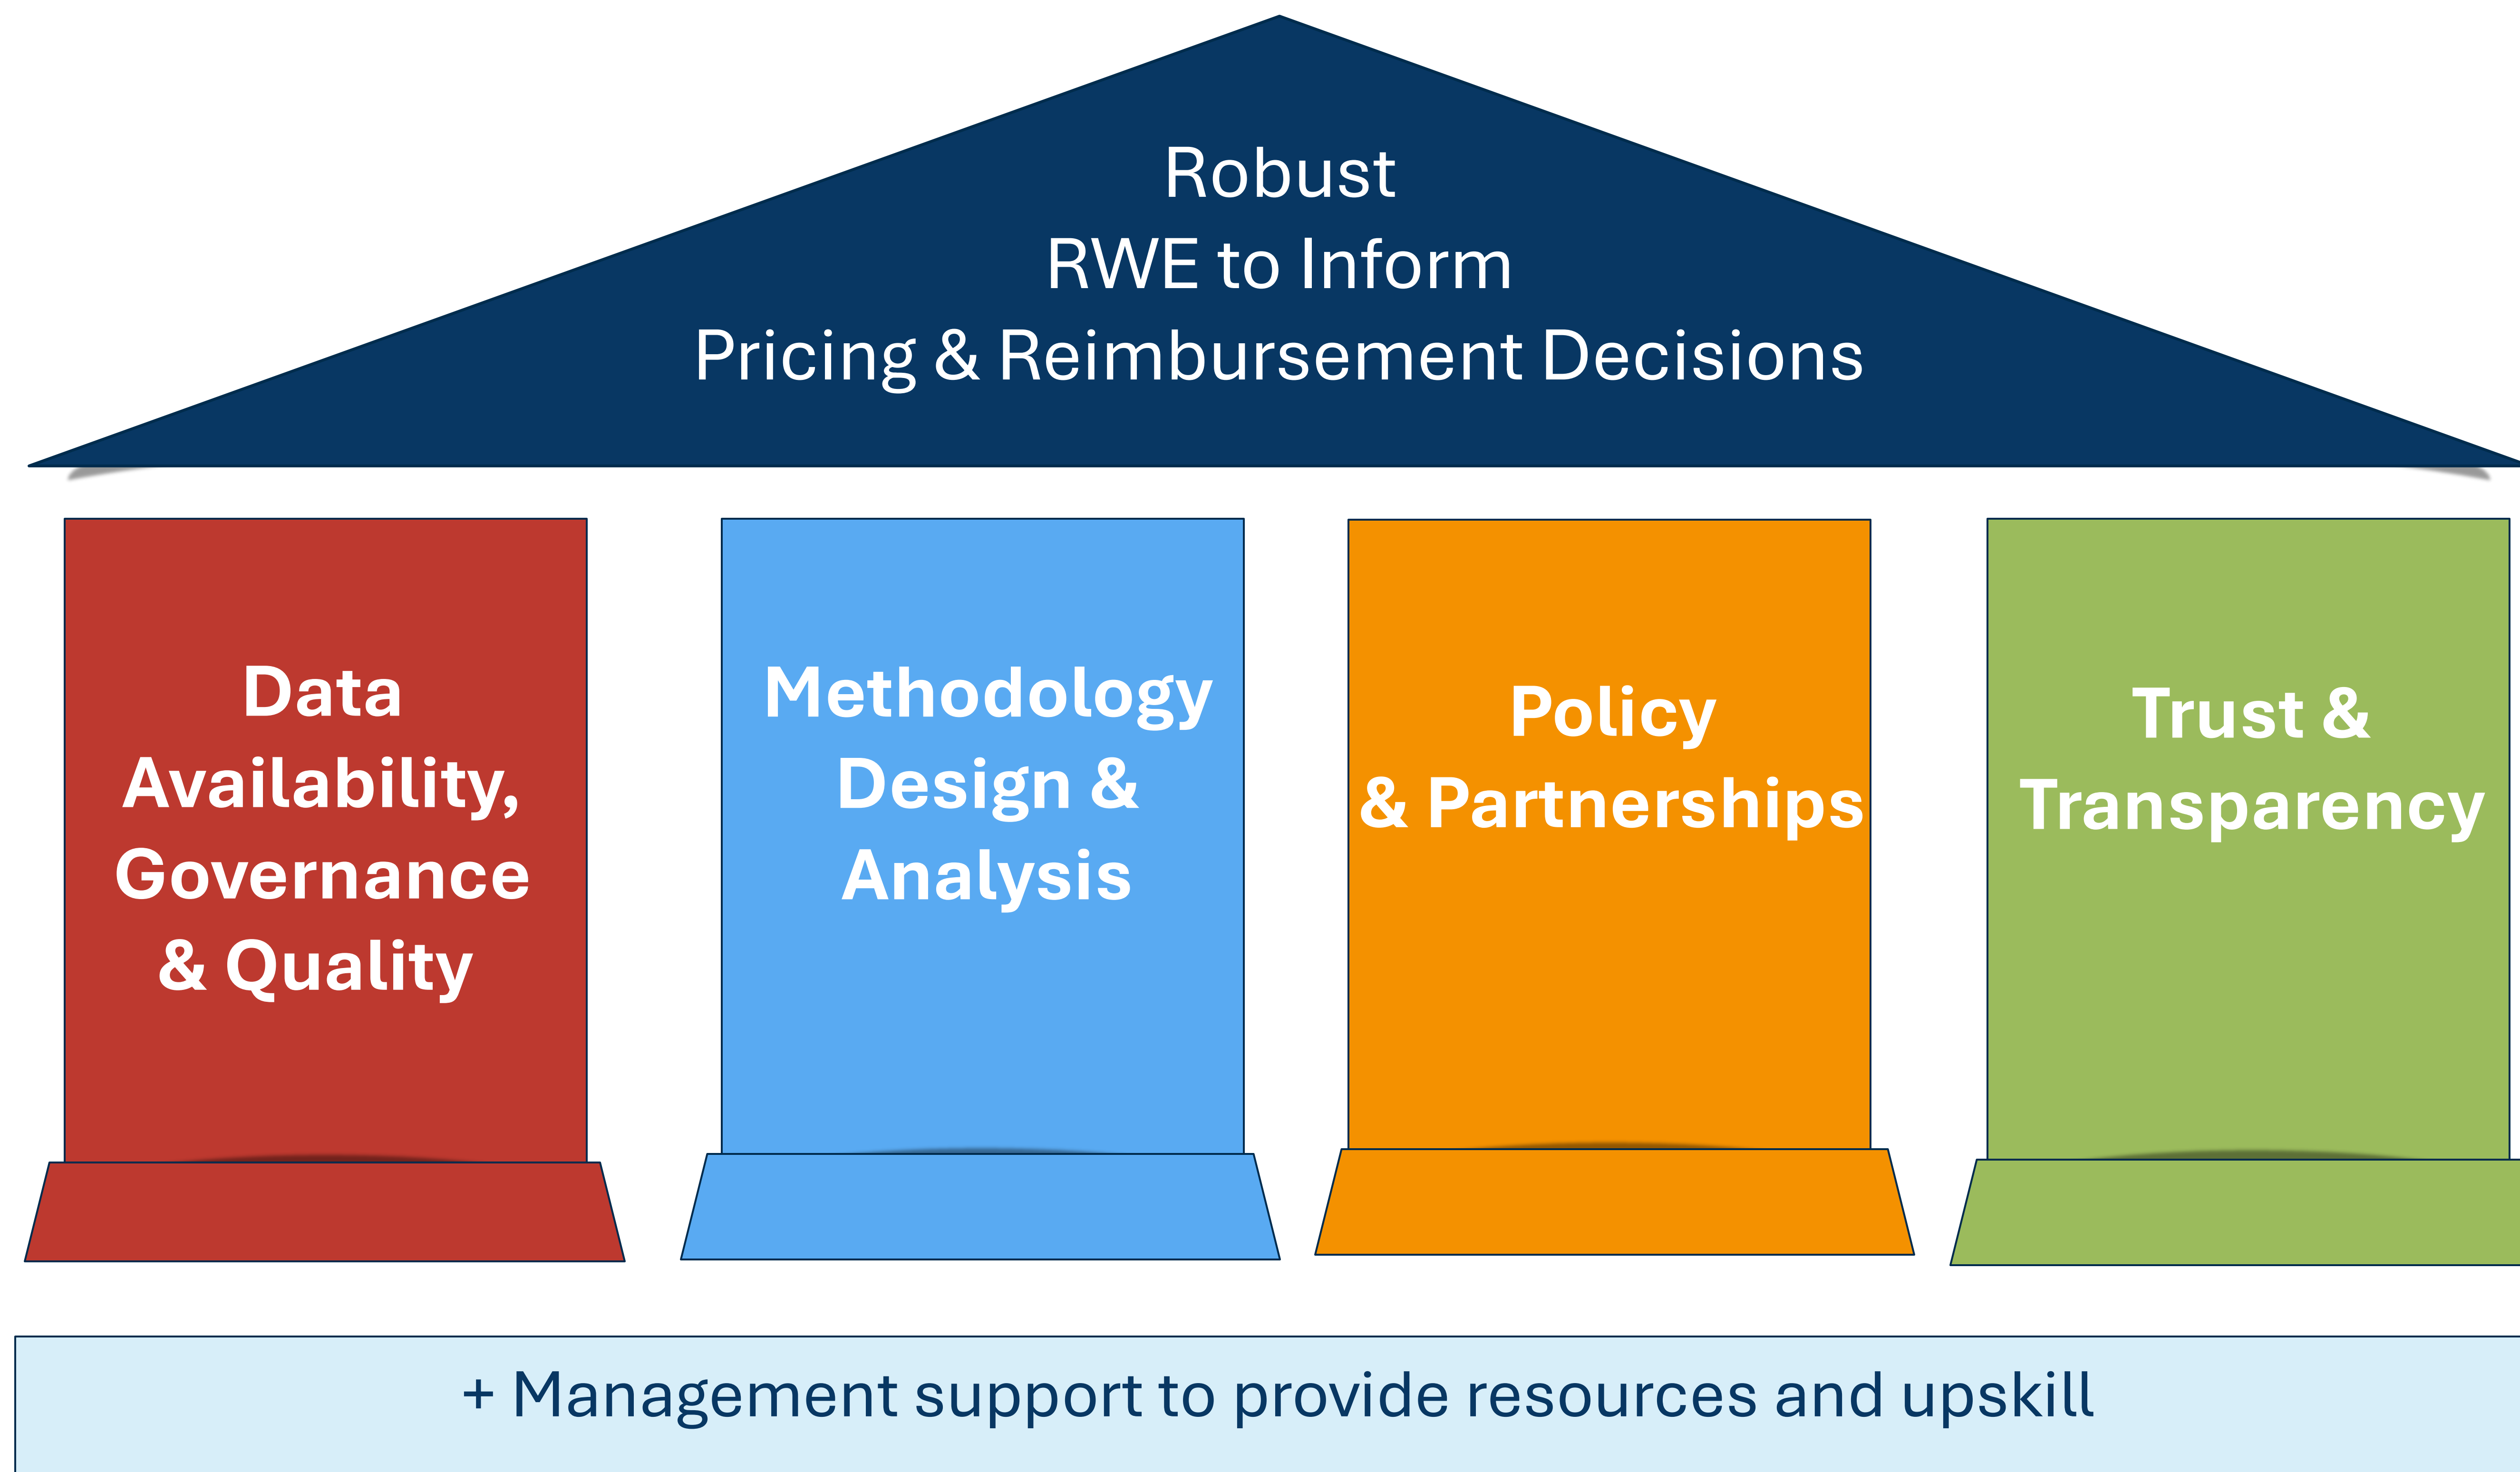 Robust
RWE to Inform
Pricing & Reimbursement Decisions
Data
Availability,
Governance
& Quality
Methodology
Design &
Analysis
Policy
& Partnerships
Trust &
Transparency
+ Management support to provide resources and upskill